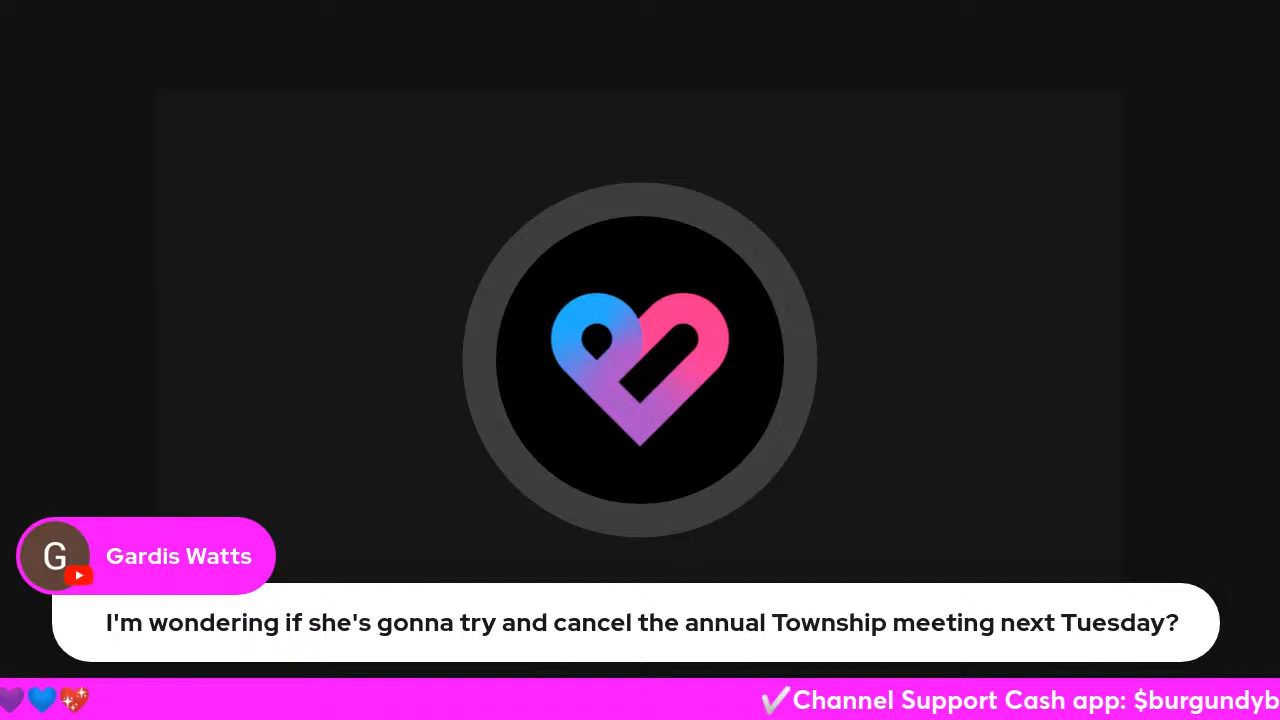 G
Gardis Watts
I'm wondering if she's gonna try and cancel the annual Township meeting next Tuesday?
💜💙💖 ✔️Channel Support Cash app: $burgundyb